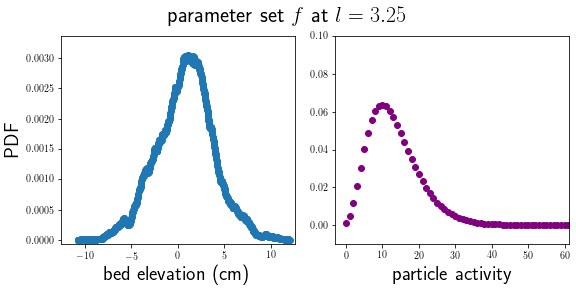 parameter set f at l = 3.25
PDF
0.0030
0.0025
0.0020
0.0015
0.0010
0.0005
0.0000
−10 −5 0 5 10
bed elevation (cm)
0.10
0.08
0.06
0.04
0.02
0.00
0 10 20 30 40 50 60
particle activity